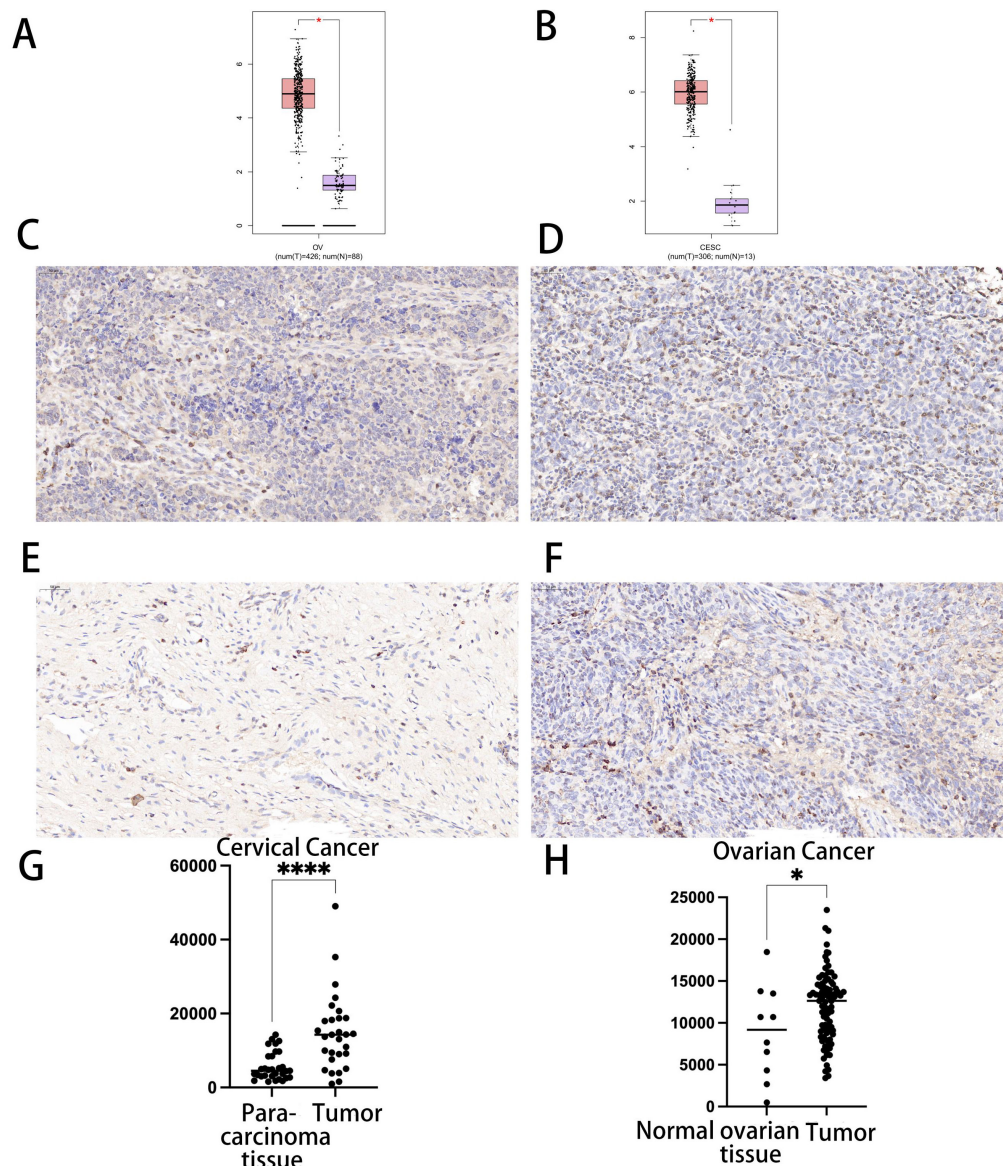 A
*
6
4
2
0
OV
(num(T)=426; num(N)=88)
B
*
8
6
4
2
CESC
(num(T)=306; num(N)=13)
C
D
E
F
G
Cervical Cancer
****
60000
40000
20000
0
Para-
carcinoma
tissue
Tumor
H
Ovarian Cancer
*
25000
20000
15000
10000
5000
0
Normal ovarian
tissue
Tumor